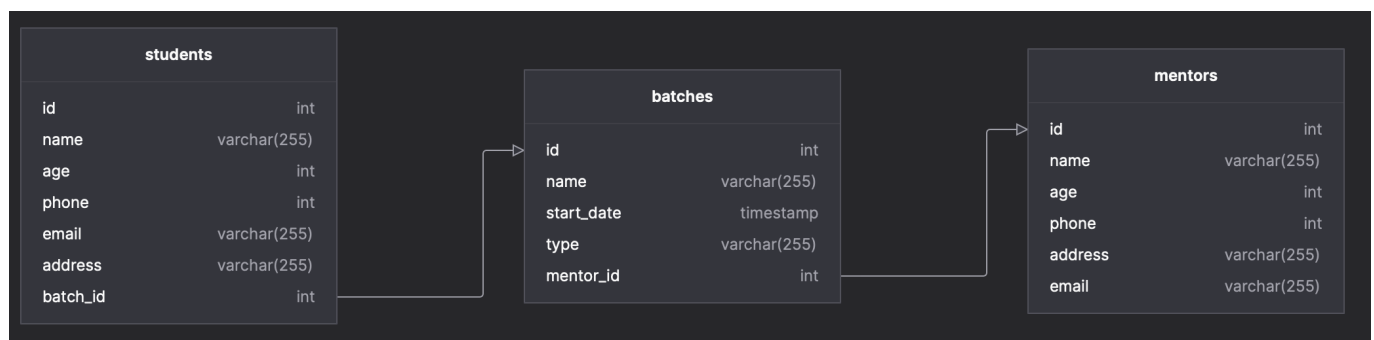 students
id int
name varchar(255)
age int
phone int
email varchar(255)
address varchar(255)
batch_id int
batches
id int
name varchar(255)
start_date timestamp
type varchar(255)
mentor_id int
mentors
id int
name varchar(255)
age int
phone int
address varchar(255)
email varchar(255)